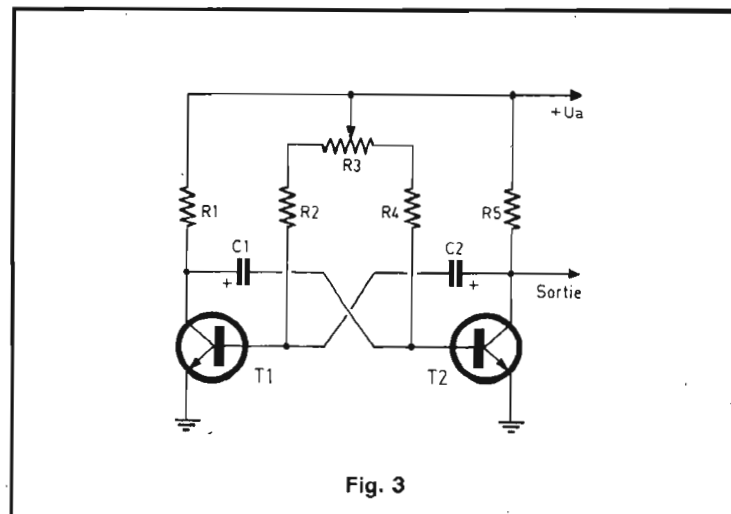 +Ua
R3
R1
R2
R4
R5
C1
C2
+
+
Sortie
T1
T2
Fig. 3